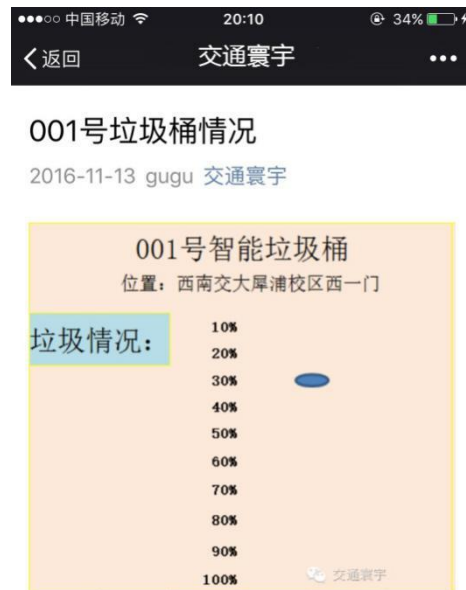 中国移动 20:10 34%
返回 交通寰宇
001号垃圾桶情况
2016-11-13 gugu 交通寰宇
001号智能垃圾桶
位置：西南交大犀浦校区西一门
垃圾情况：
10%
20%
30%
40%
50%
60%
70%
80%
90%
100%
交通寰宇